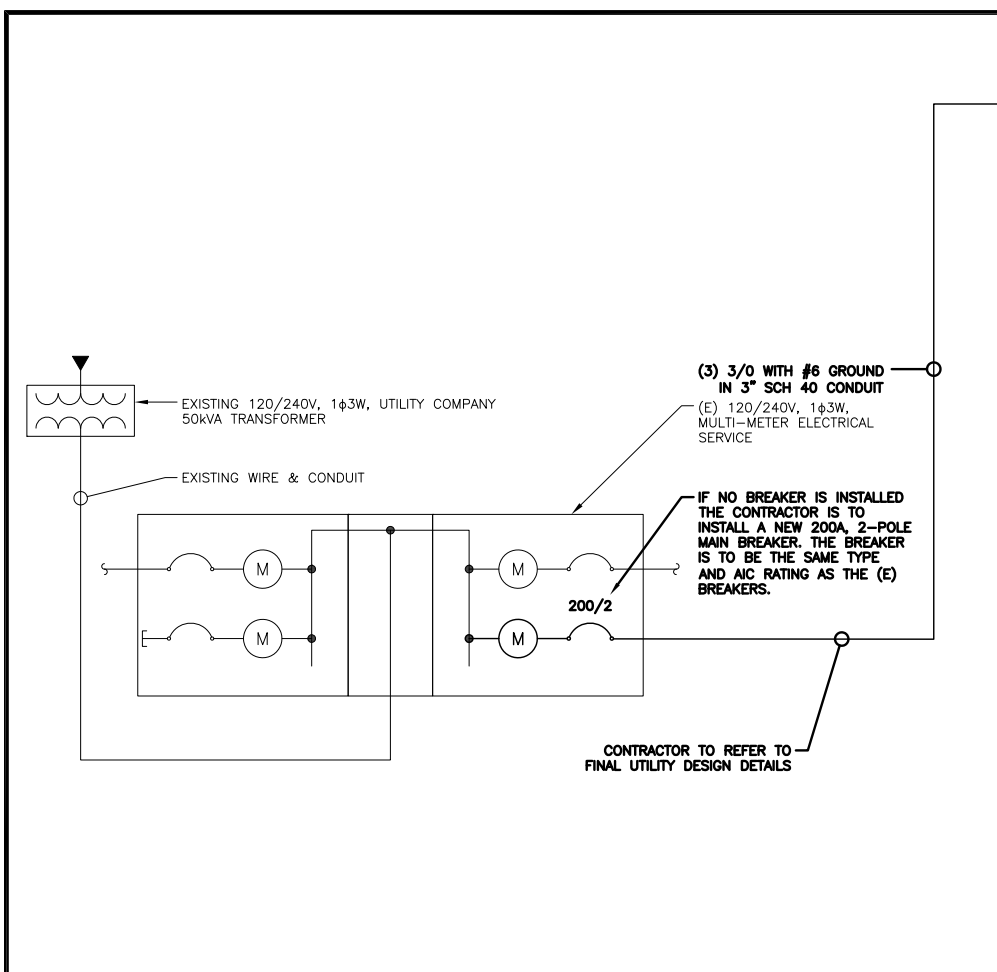 (3) 3/0 WITH #6 GROUND
IN 3" SCH 40 CONDUIT
EXISTING 120/240V, 1ϕ3W, UTILITY COMPANY
50kVA TRANSFORMER
(E) 120/240V, 1ϕ3W,
MULTI-METER ELECTRICAL
SERVICE
EXISTING WIRE & CONDUIT
IF NO BREAKER IS INSTALLED
THE CONTRACTOR IS TO
INSTALL A NEW 200A, 2-POLE
MAIN BREAKER. THE BREAKER
IS TO BE THE SAME TYPE
AND AIC RATING AS THE (E)
BREAKERS.
M
M
200/2
M
M
CONTRACTOR TO REFER TO
FINAL UTILITY DESIGN DETAILS